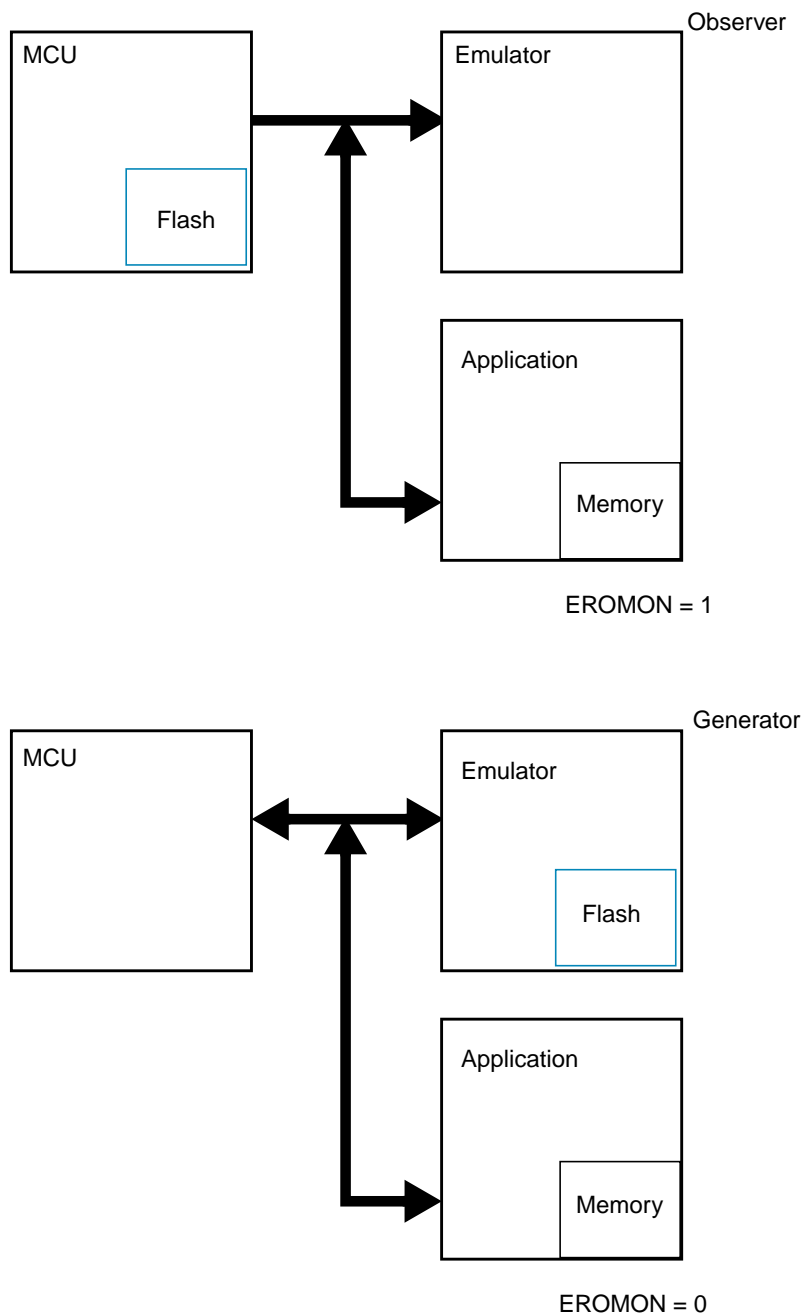 Observer
MCU
Emulator
Flash
Application
Memory
EROMON = 1
Generator
MCU
Emulator
Flash
Application
Memory
EROMON = 0